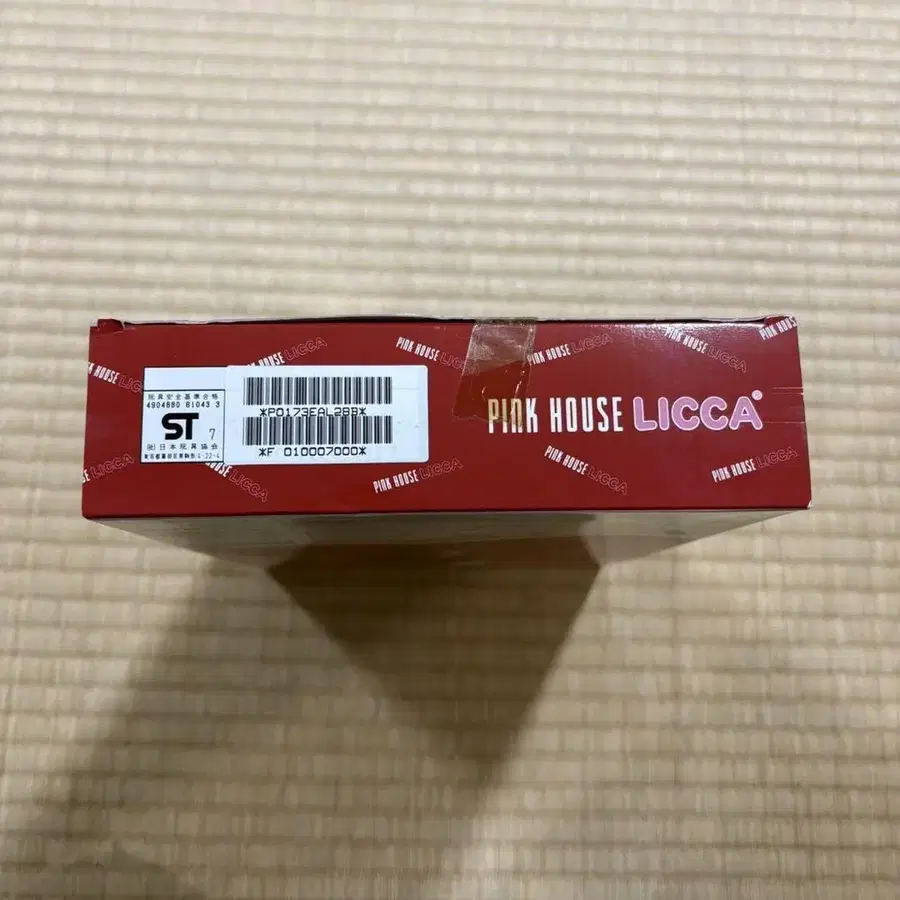 PINK HOUSE LICCA
PINK HOUSE LICCA
PINK HOUSE
玩具安全基準合格
4904880 81043 3
ST 7
(社)日本玩具協会
*P0173EAL28B*
*F 010007000*
PINK HOUSE LICCA®
LICCA
PINK HOUSE LICCA
PINK HOUSE LICCA
PINK HOUSE LICCA